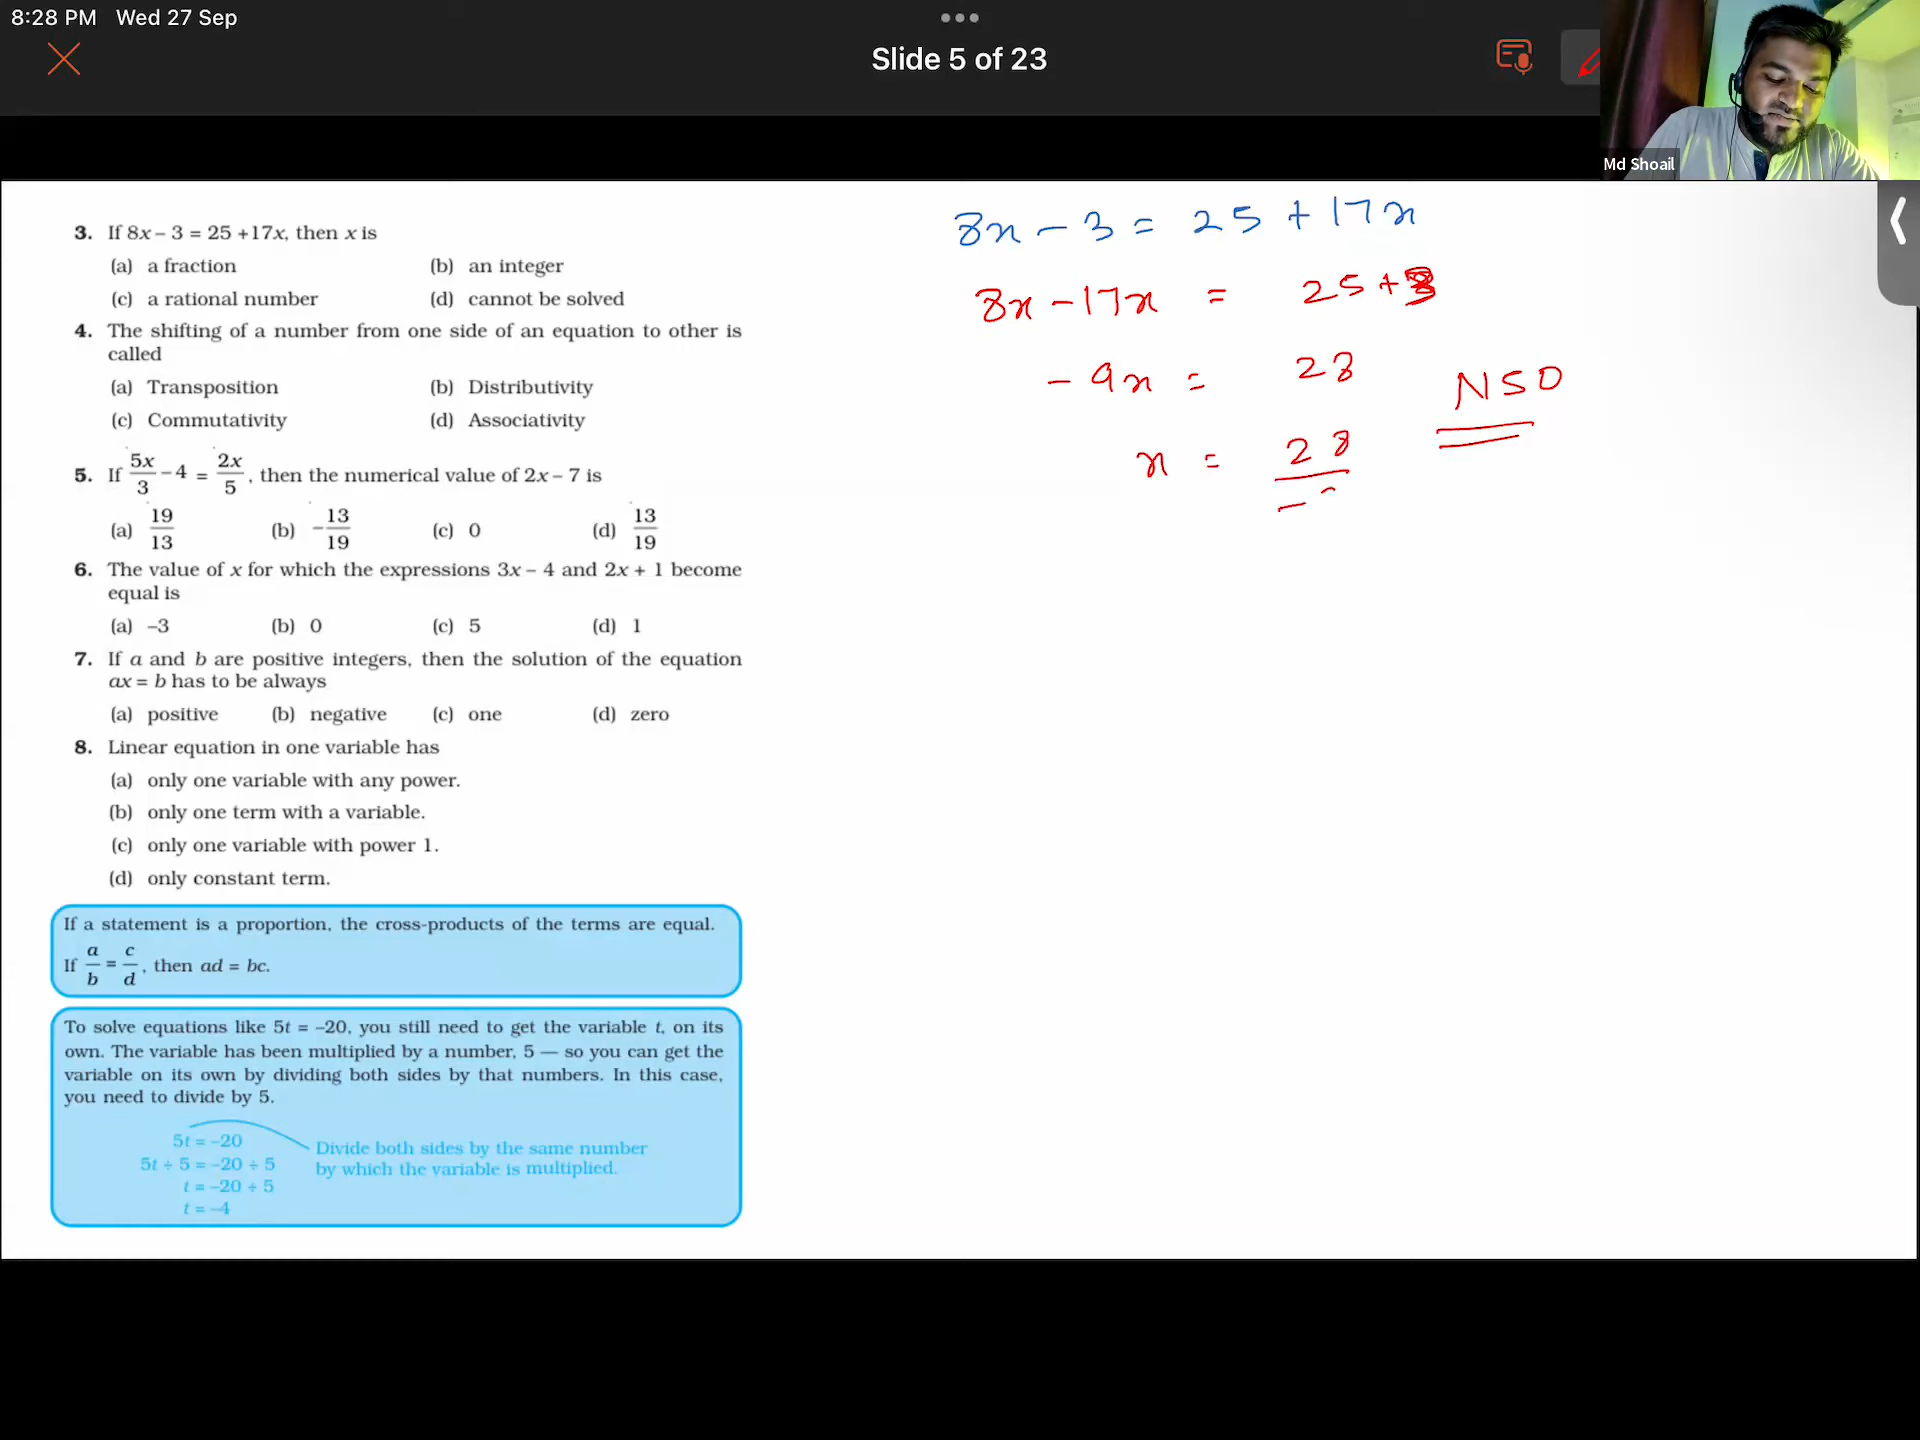 8:28 PM Wed 27 Sep
Slide 5 of 23
Md Shoail
3. If 8x – 3 = 25 +17x, then x is
(a) a fraction (b) an integer
(c) a rational number (d) cannot be solved
4. The shifting of a number from one side of an equation to other is
called
(a) Transposition (b) Distributivity
(c) Commutativity (d) Associativity
5. If 5x/3 – 4 = 2x/5, then the numerical value of 2x – 7 is
(a) 19/13 (b) –13/19 (c) 0 (d) 13/19
6. The value of x for which the expressions 3x – 4 and 2x + 1 become
equal is
(a) –3 (b) 0 (c) 5 (d) 1
7. If a and b are positive integers, then the solution of the equation
ax = b has to be always
(a) positive (b) negative (c) one (d) zero
8. Linear equation in one variable has
(a) only one variable with any power.
(b) only one term with a variable.
(c) only one variable with power 1.
(d) only constant term.
If a statement is a proportion, the cross-products of the terms are equal.
If a/b = c/d, then ad = bc.
To solve equations like 5t = –20, you still need to get the variable t, on its
own. The variable has been multiplied by a number, 5 — so you can get the
variable on its own by dividing both sides by that numbers. In this case,
you need to divide by 5.
5t = –20
5t ÷ 5 = –20 ÷ 5
t = –20 ÷ 5
t = –4
Divide both sides by the same number
by which the variable is multiplied.
8x – 3 = 25 + 17x
8x – 17x = 25 + 3
– 9x = 28
NSO
x = 28
–